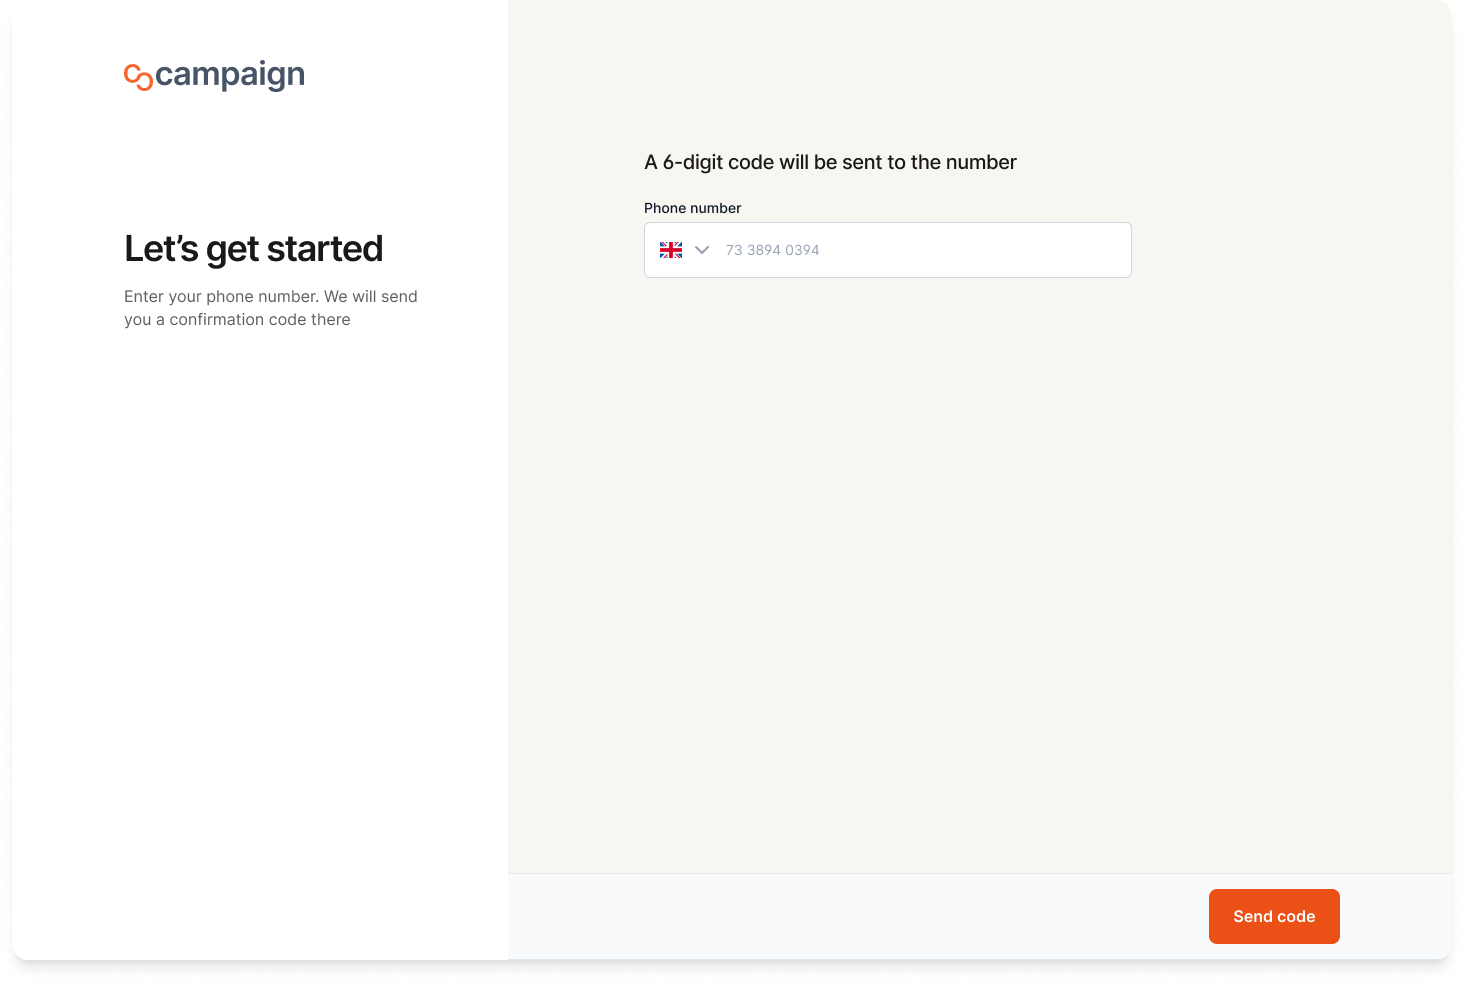 campaign
Let's get started
Enter your phone number. We will send
you a confirmation code there
A 6-digit code will be sent to the number
Phone number
73 3894 0394
Send code